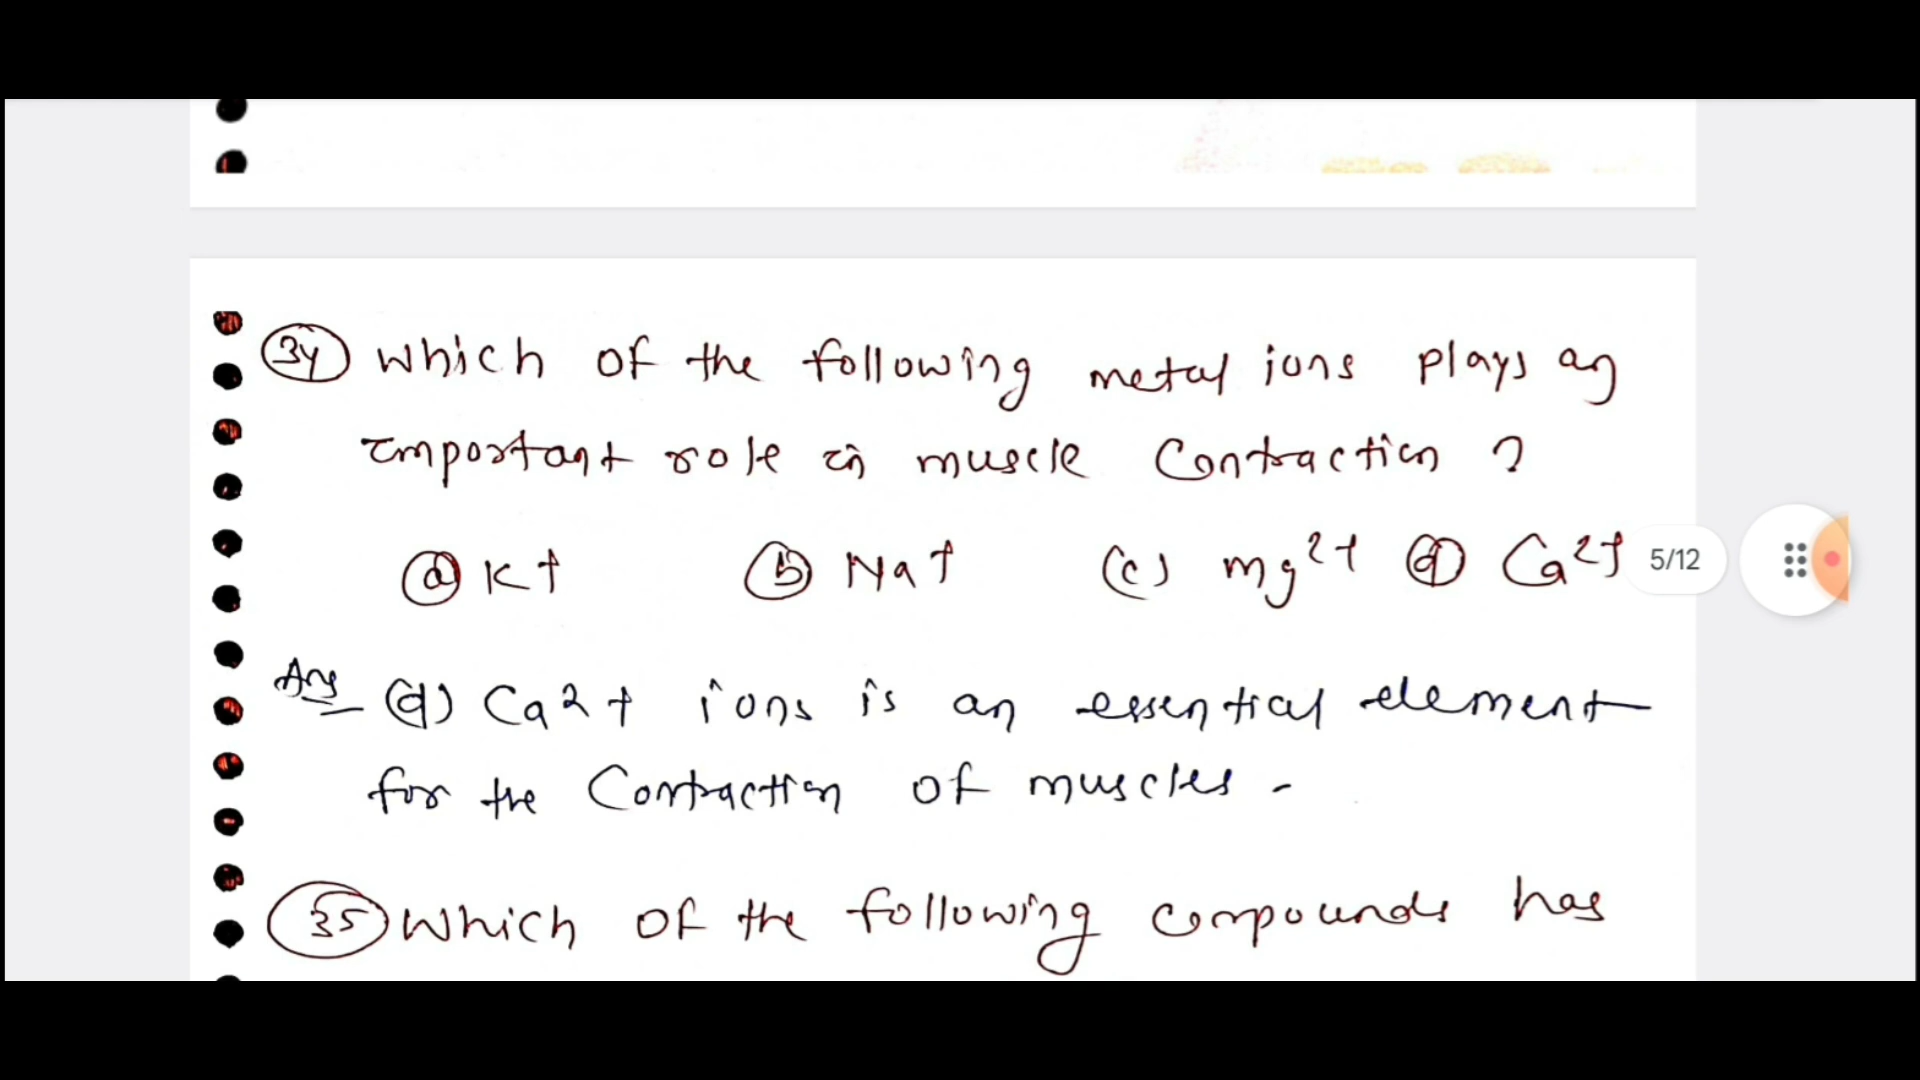 34 Which of the following metal ions plays an
important role in muscle Contraction ?
(a) K+ (b) Na+ (c) mg2+ (d) Ca2+
5/12
Ans (d) Ca2+ ions is an essential element
for the Contraction of muscles -
35 Which of the following compounds has